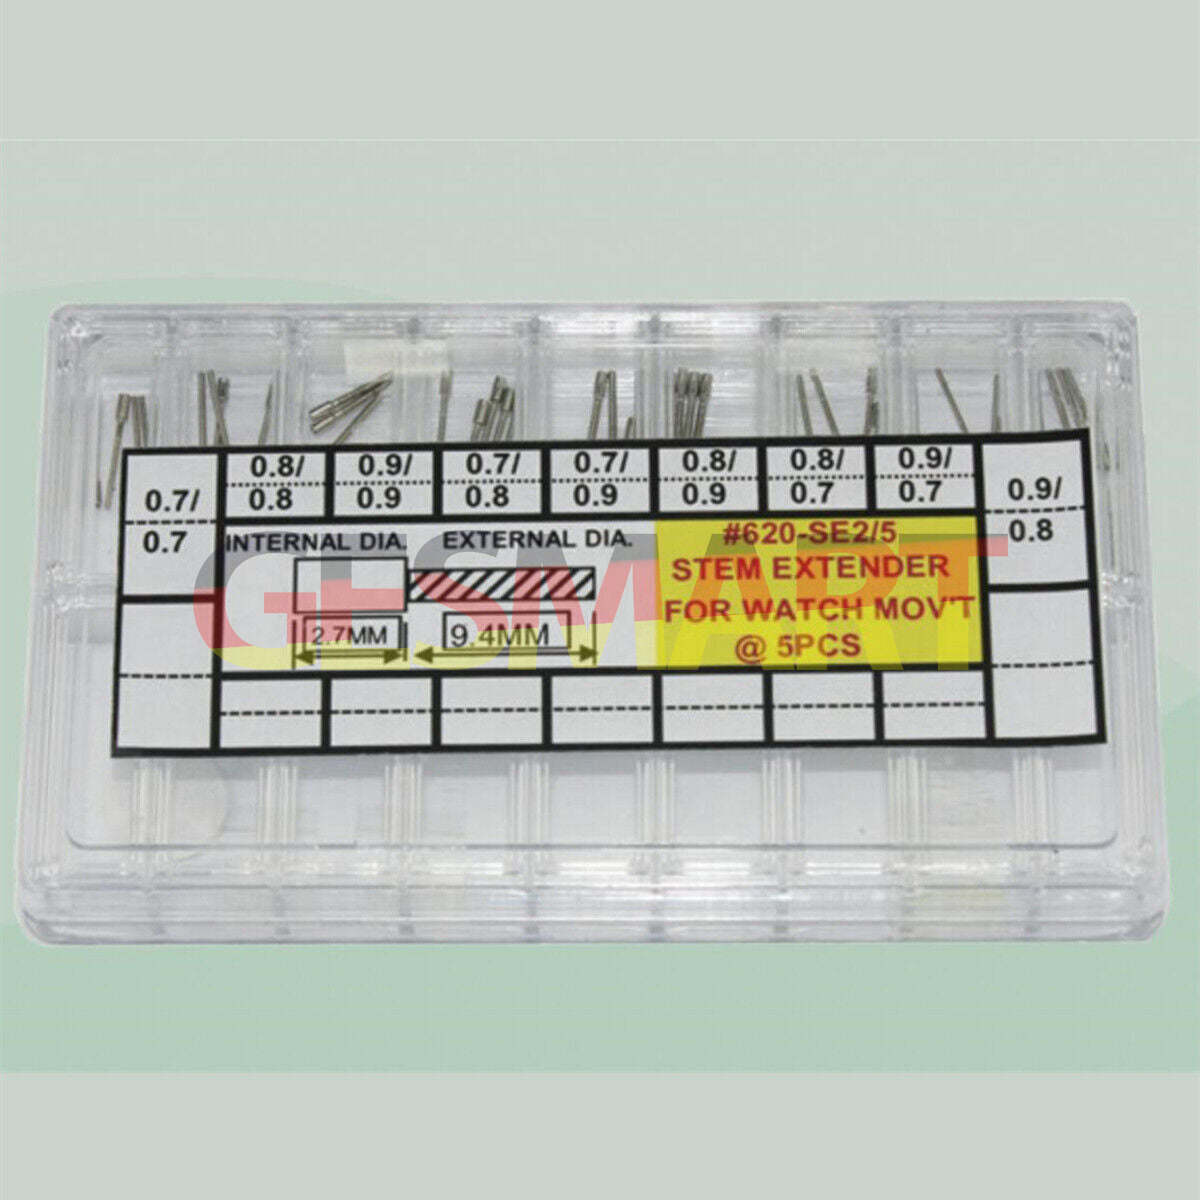 0.8/ 0.9/ 0.7/ 0.7/ 0.8/ 0.8/ 0.9/
0.7/ 0.8 0.9 0.8 0.9 0.9 0.7 0.7 0.9/
0.7 0.8
INTERNAL DIA. EXTERNAL DIA.
2.7MM 9.4MM
#620-SE2/5
STEM EXTENDER
FOR WATCH MOV'T
@ 5PCS
GESMART